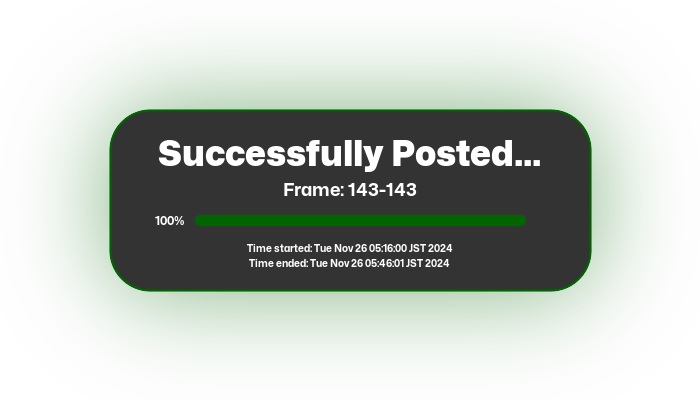 Successfully Posted...
Frame: 143-143
100%
Time started: Tue Nov 26 05:16:00 JST 2024
Time ended: Tue Nov 26 05:46:01 JST 2024